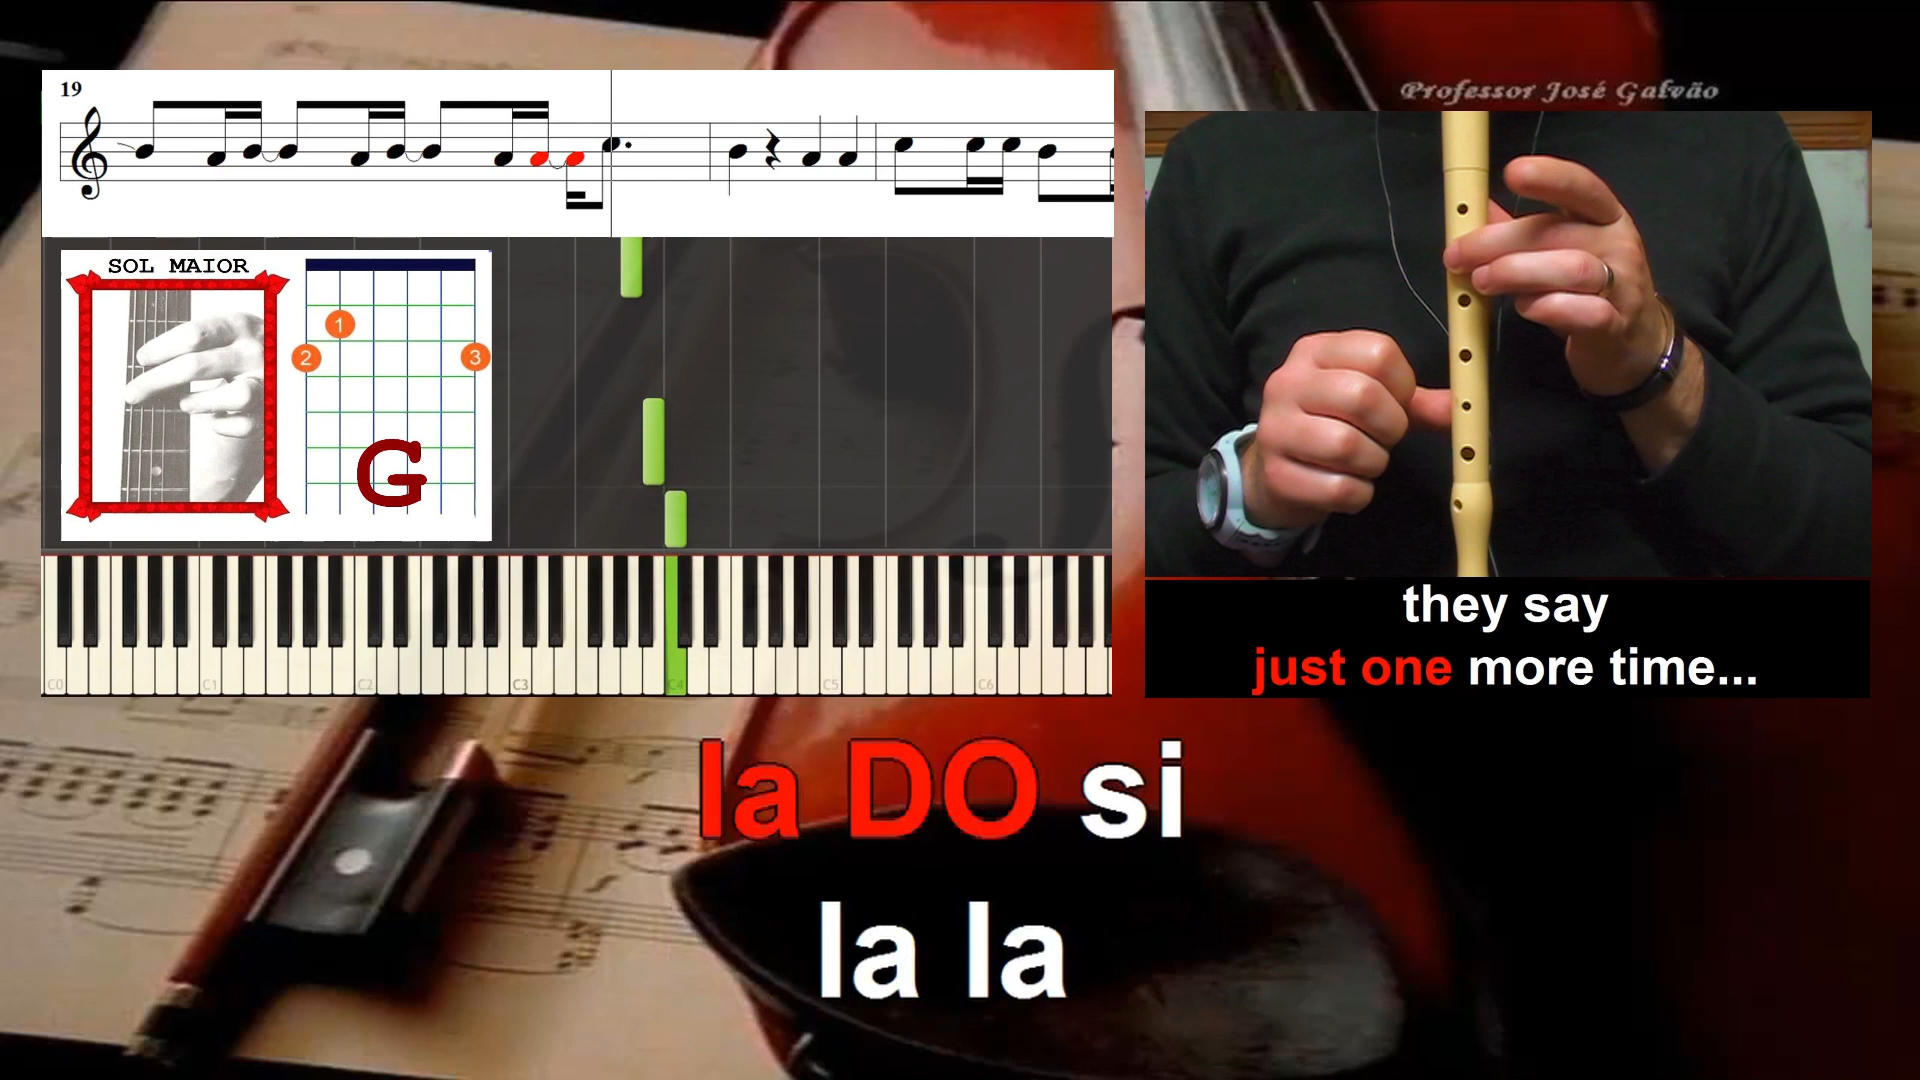 Professor José Galvão
19
SOL MAIOR
1
2
3
G
C0 C1 C2 C3 C4 C5 C6
they say
just one more time...
la DO si
la la